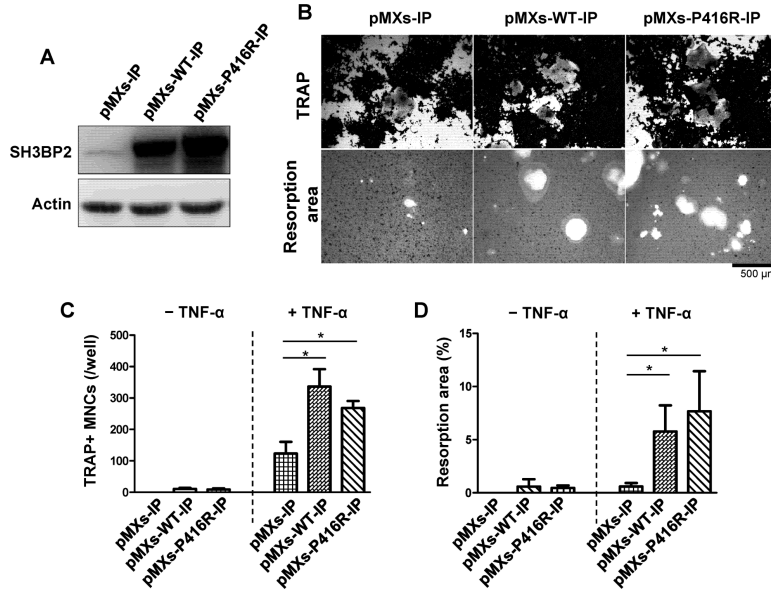 A
pMXs-IP
pMXs-WT-IP
pMXs-P416R-IP
SH3BP2
Actin
B
pMXs-IP pMXs-WT-IP pMXs-P416R-IP
TRAP
Resorption
area
500 μm
C
− TNF-α + TNF-α
TRAP+ MNCs (/well)
500
400
300
200
100
0
* 
*
pMXs-IP
pMXs-WT-IP
pMXs-P416R-IP
pMXs-IP
pMXs-WT-IP
pMXs-P416R-IP
D
− TNF-α + TNF-α
Resorption area (%)
15
10
5
0
*
*
pMXs-IP
pMXs-WT-IP
pMXs-P416R-IP
pMXs-IP
pMXs-WT-IP
pMXs-P416R-IP